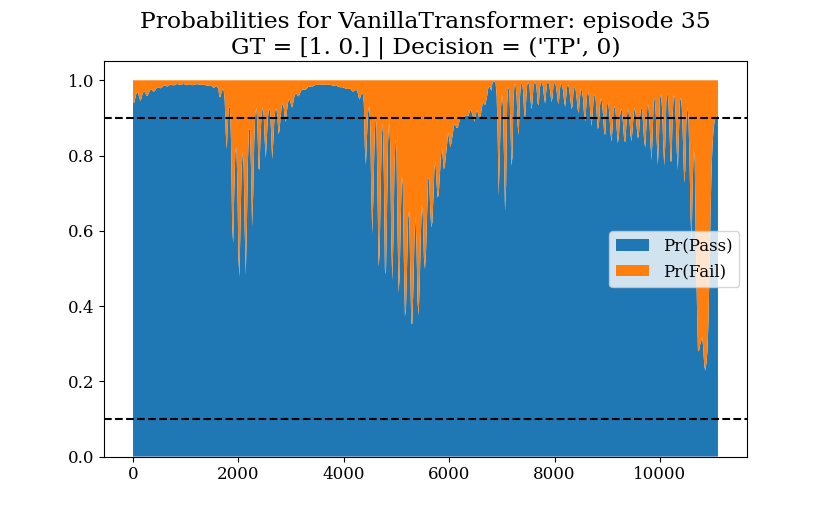 Probabilities for VanillaTransformer: episode 35
GT = [1. 0.] | Decision = ('TP', 0)
1.0
0.8
0.6
0.4
0.2
0.0
Pr(Pass)
Pr(Fail)
0 2000 4000 6000 8000 10000